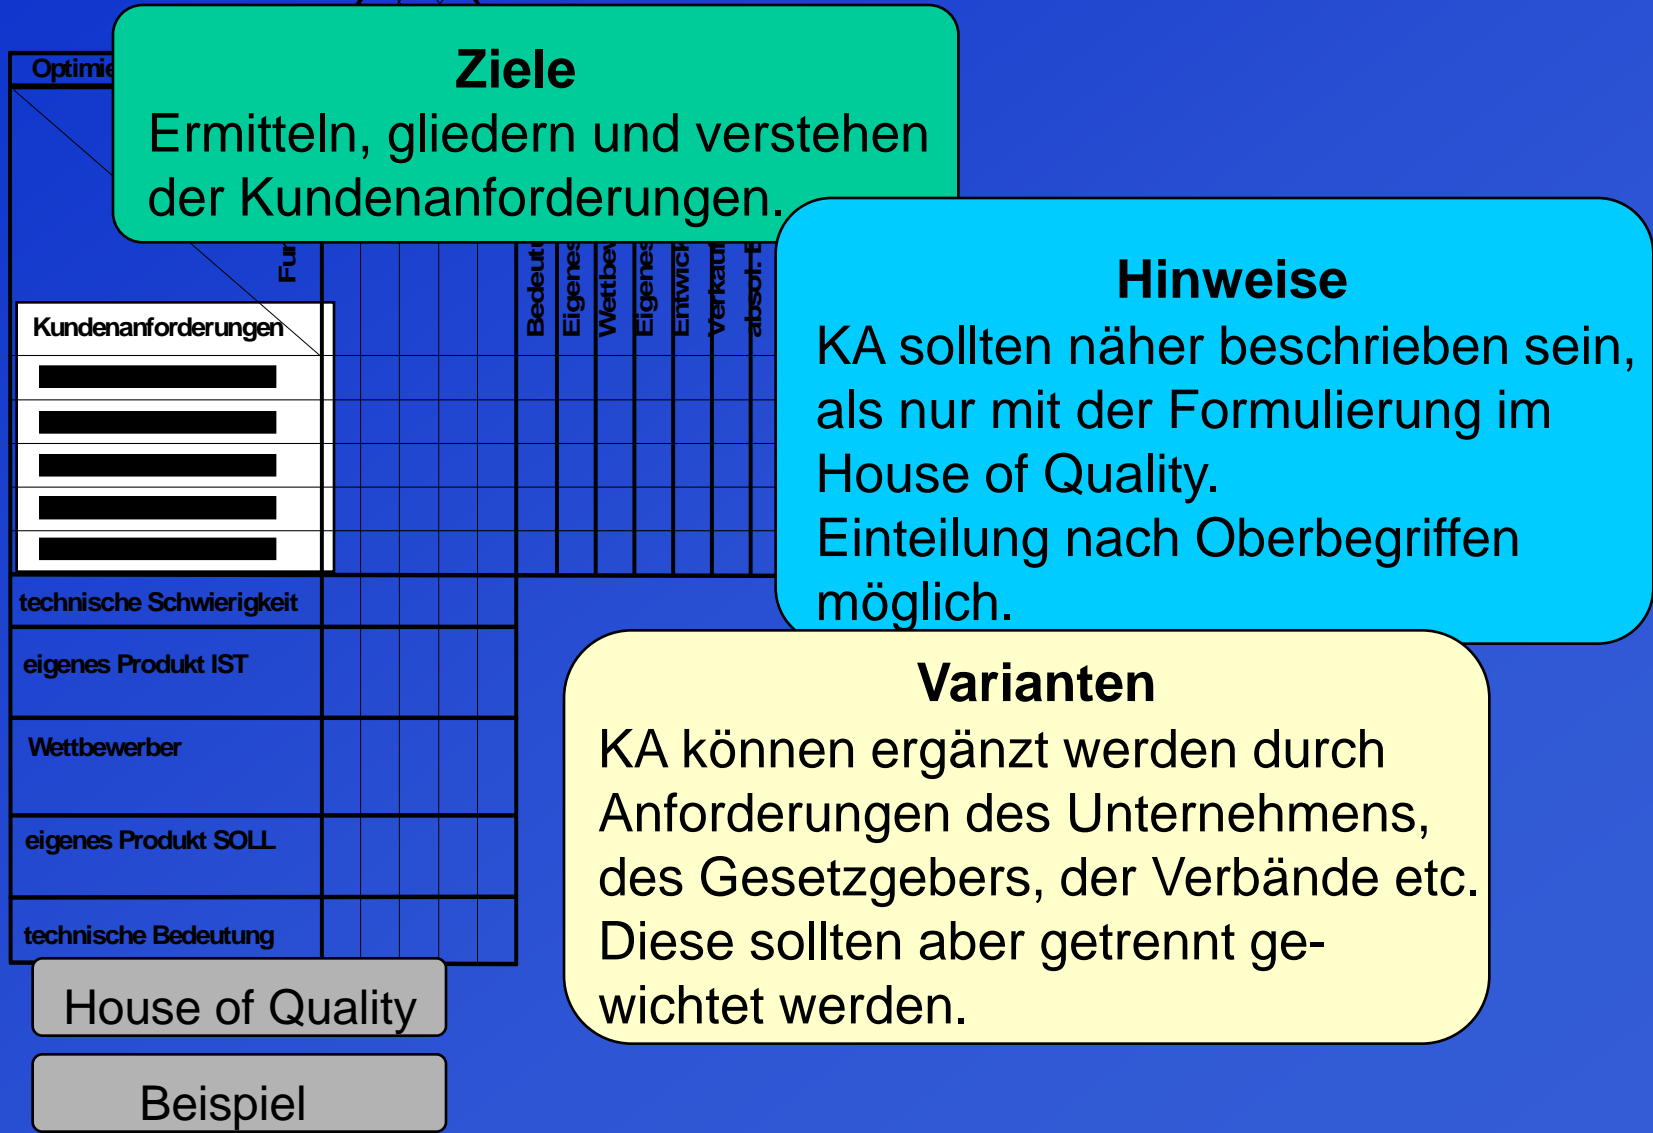 Ziele
Ermitteln, gliedern und verstehen
der Kundenanforderungen.
Hinweise
KA sollten näher beschrieben sein,
als nur mit der Formulierung im
House of Quality.
Einteilung nach Oberbegriffen
möglich.
Varianten
KA können ergänzt werden durch
Anforderungen des Unternehmens,
des Gesetzgebers, der Verbände etc.
Diese sollten aber getrennt ge-
wichtet werden.
Kundenanforderungen
Eigenes
Eigenes
absol.
technische Schwierigkeit
eigenes Produkt IST
Wettbewerber
eigenes Produkt SOLL
technische Bedeutung
House of Quality
Beispiel